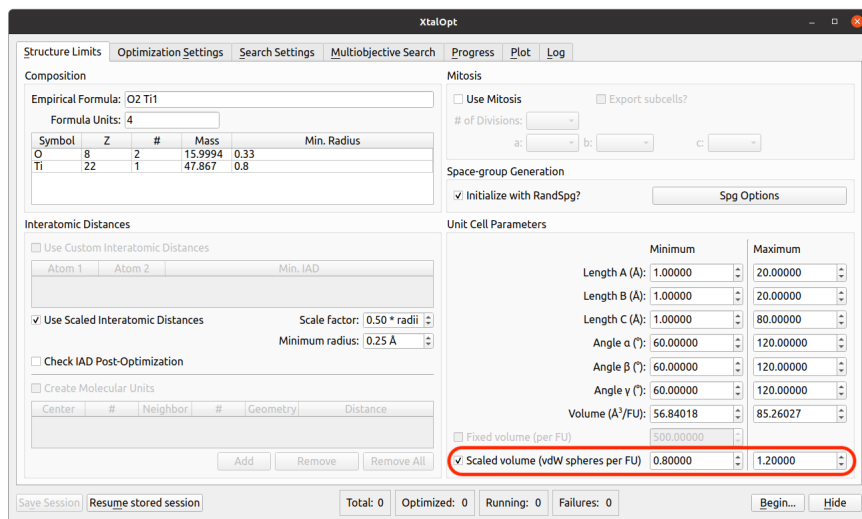 XtalOpt
Structure Limits Optimization Settings Search Settings Multiobjective Search Progress Plot Log
Composition
Empirical Formula: O2 Ti1
Formula Units: 4
Symbol Z # Mass Min. Radius
O 8 2 15.9994 0.33
Ti 22 1 47.867 0.8
Mitosis
Use Mitosis Export subcells?
# of Divisions:
a: b: c:
Space-group Generation
Initialize with RandSpg? Spg Options
Interatomic Distances
Use Custom Interatomic Distances
Atom 1 Atom 2 Min. IAD
Use Scaled Interatomic Distances Scale factor: 0.50 * radii
Minimum radius: 0.25 Å
Check IAD Post-Optimization
Create Molecular Units
Center # Neighbor # Geometry Distance
Add Remove Remove All
Unit Cell Parameters
Minimum Maximum
Length A (Å): 1.00000 20.00000
Length B (Å): 1.00000 20.00000
Length C (Å): 1.00000 80.00000
Angle α (°): 60.00000 120.00000
Angle β (°): 60.00000 120.00000
Angle γ (°): 60.00000 120.00000
Volume (Å³/FU): 56.84018 85.26027
Fixed volume (per FU) 500.00000
Scaled volume (vdW spheres per FU) 0.80000 1.20000
Save Session Resume stored session Total: 0 Optimized: 0 Running: 0 Failures: 0 Begin... Hide